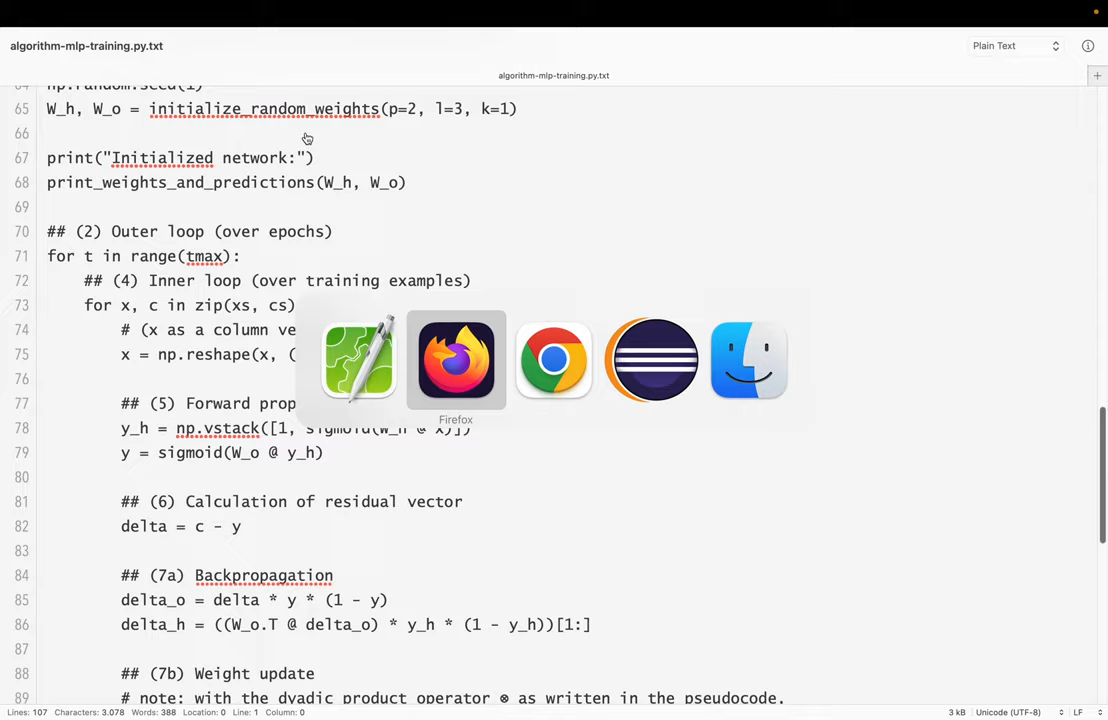 algorithm-mlp-training.py.txt
Plain Text
algorithm-mlp-training.py.txt
64 np.random.seed(1)
65 W_h, W_o = initialize_random_weights(p=2, l=3, k=1)
66
67 print("Initialized network:")
68 print_weights_and_predictions(W_h, W_o)
69
70 ## (2) Outer loop (over epochs)
71 for t in range(tmax):
72 ## (4) Inner loop (over training examples)
73 for x, c in zip(xs, cs)
74 # (x as a column ve
75 x = np.reshape(x, (
76
77 ## (5) Forward prop
78 y_h = np.vstack([1, sigmoid(W_h @ x)])
79 y = sigmoid(W_o @ y_h)
80
81 ## (6) Calculation of residual vector
82 delta = c - y
83
84 ## (7a) Backpropagation
85 delta_o = delta * y * (1 - y)
86 delta_h = ((W_o.T @ delta_o) * y_h * (1 - y_h))[1:]
87
88 ## (7b) Weight update
89 # note: with the dyadic product operator ⊗ as written in the pseudocode,
Firefox
Lines: 107 Characters: 3.078 Words: 388 Location: 0 Line: 1 Column: 0 3 kB Unicode (UTF-8) LF